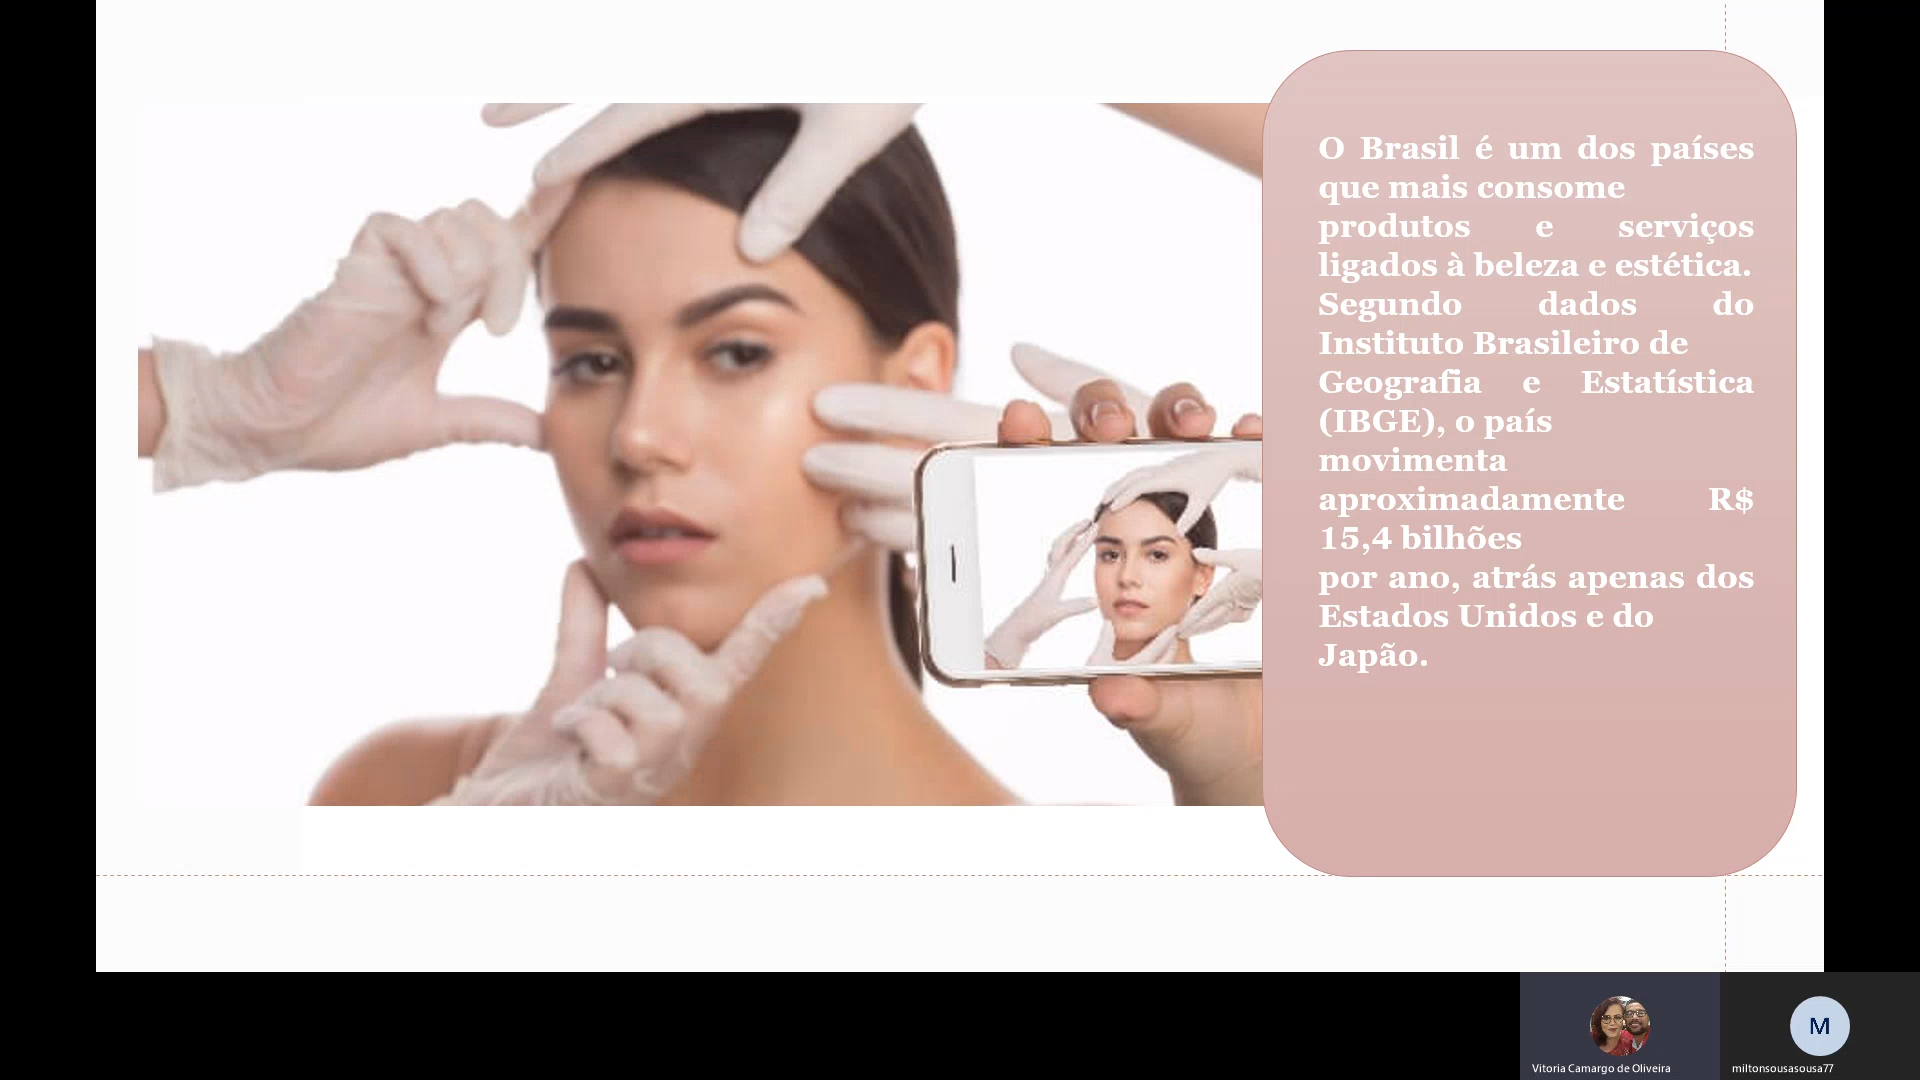 O Brasil é um dos países
que mais consome
produtos e serviços
ligados à beleza e estética.
Segundo dados do
Instituto Brasileiro de
Geografia e Estatística
(IBGE), o país
movimenta
aproximadamente R$
15,4 bilhões
por ano, atrás apenas dos
Estados Unidos e do
Japão.
M
Vitoria Camargo de Oliveira
miltonsousasousa77